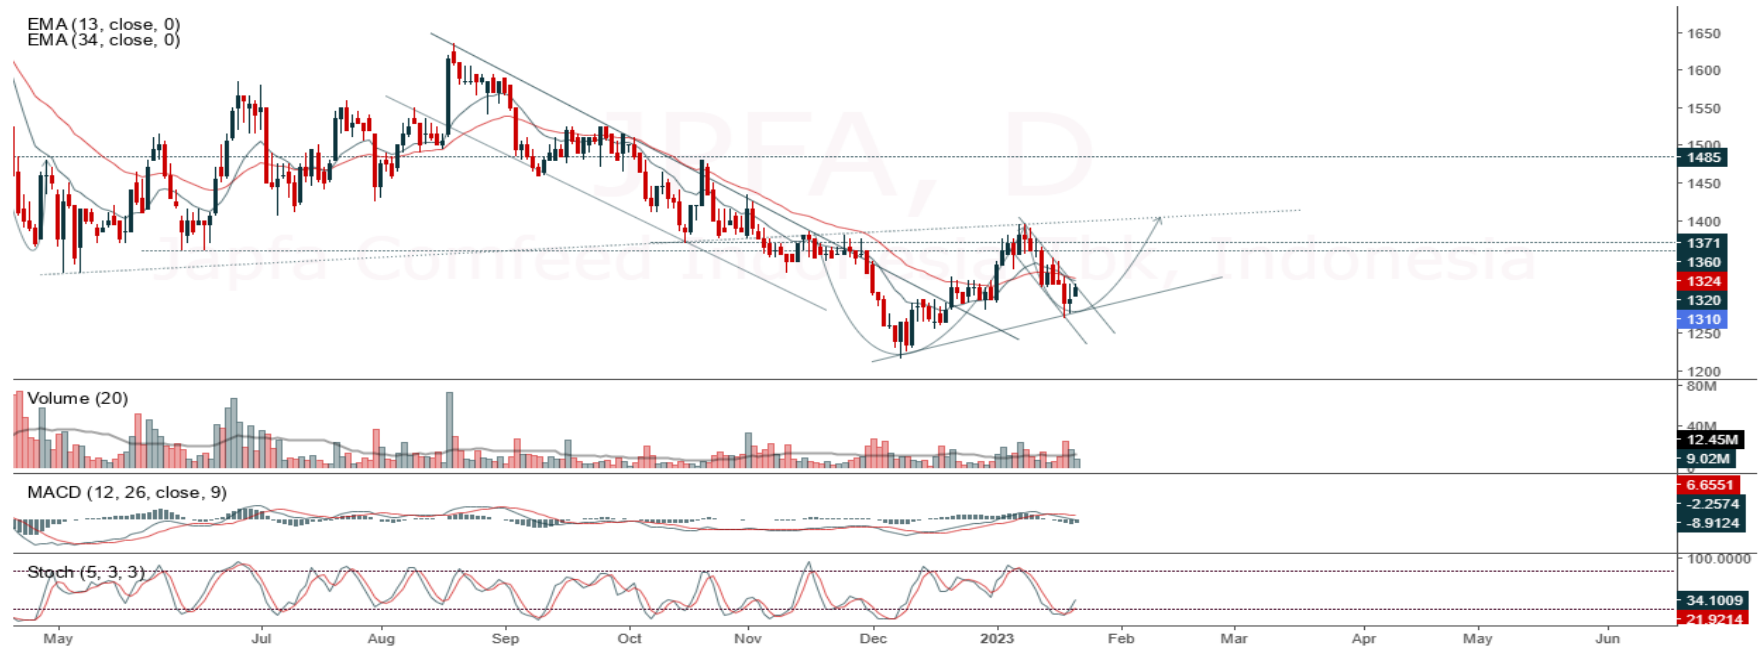 EMA (13, close, 0)
EMA (34, close, 0)
JPFA, D
Japfa Comfeed Indonesia Tbk, Indonesia
1650
1600
1550
1500
1485
1450
1400
1371
1360
1324
1320
1310
1250
1200
Volume (20)
80M
40M
12.45M
9.02M
0
MACD (12, 26, close, 9)
6.6551
-2.2574
-8.9124
Stoch (5, 3, 3)
100.0000
34.1009
21.9214
May Jul Aug Sep Oct Nov Dec 2023 Feb Mar Apr May Jun